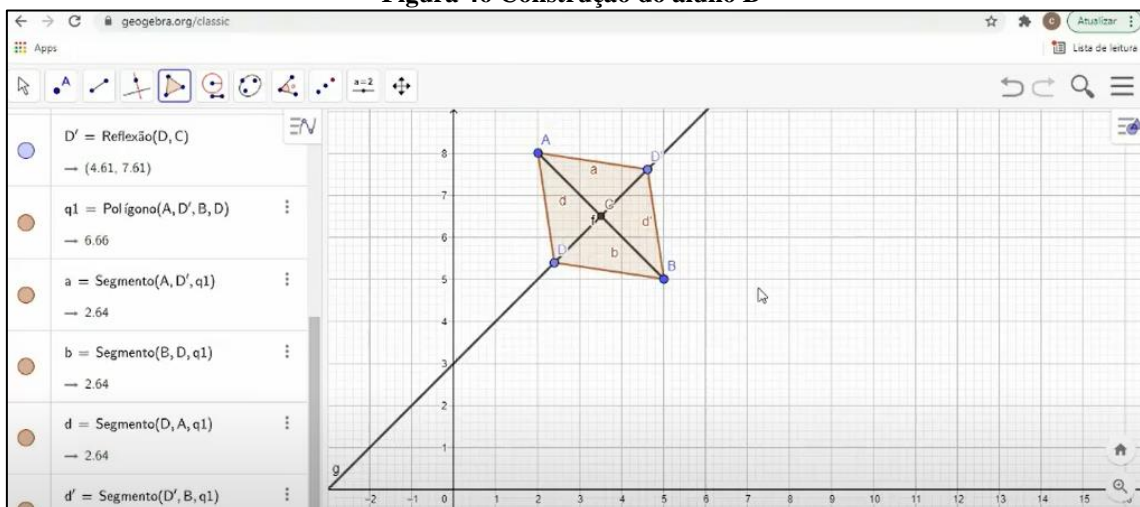 Figura 46 Construção do aluno B
geogebra.org/classic
C
Atualizar
Apps
Lista de leitura
A
a=2
D′ = Reflexão(D, C)
→ (4.61, 7.61)
q1 = Polígono(A, D′, B, D)
→ 6.66
a = Segmento(A, D′, q1)
→ 2.64
b = Segmento(B, D, q1)
→ 2.64
d = Segmento(D, A, q1)
→ 2.64
d′ = Segmento(D′, B, q1)
A
D′
a
d
C
f
d′
D
b
B
g
8
7
6
5
4
3
2
1
-2 -1 0 1 2 3 4 5 6 7 8 9 10 11 12 13 14 15